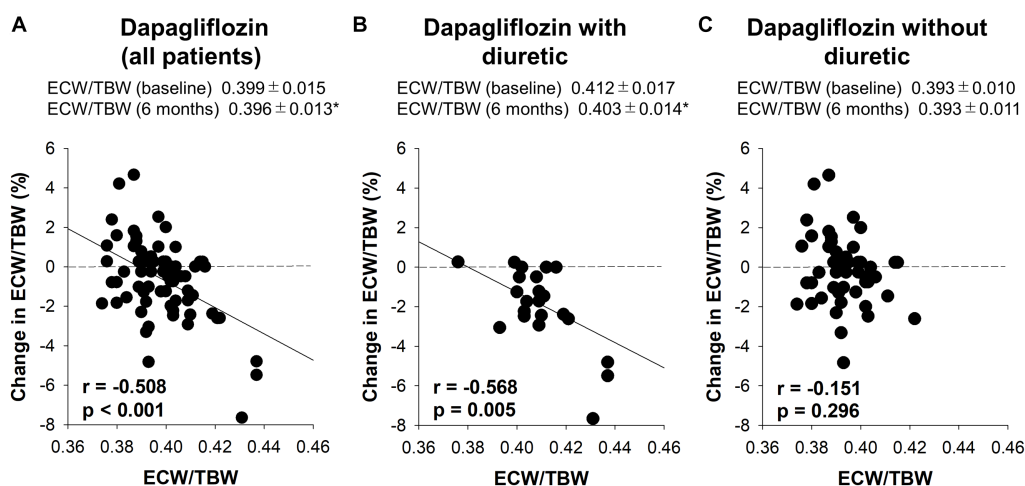 A
Dapagliflozin
(all patients)
ECW/TBW (baseline) 0.399±0.015
ECW/TBW (6 months) 0.396±0.013*
Change in ECW/TBW (%)
6
4
2
0
-2
-4
-6
-8
r = -0.508
p < 0.001
0.36 0.38 0.40 0.42 0.44 0.46
ECW/TBW
B
Dapagliflozin with
diuretic
ECW/TBW (baseline) 0.412±0.017
ECW/TBW (6 months) 0.403±0.014*
Change in ECW/TBW (%)
6
4
2
0
-2
-4
-6
-8
r = -0.568
p = 0.005
0.36 0.38 0.40 0.42 0.44 0.46
ECW/TBW
C
Dapagliflozin without
diuretic
ECW/TBW (baseline) 0.393±0.010
ECW/TBW (6 months) 0.393±0.011
Change in ECW/TBW (%)
6
4
2
0
-2
-4
-6
-8
r = -0.151
p = 0.296
0.36 0.38 0.40 0.42 0.44 0.46
ECW/TBW